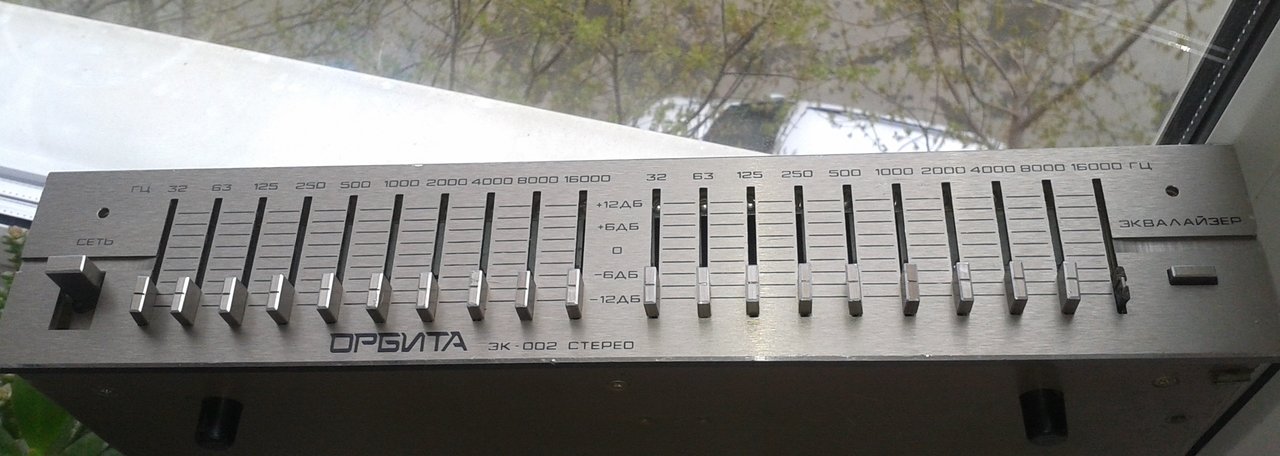 ГЦ 32 63 125 250 500 1000 2000 4000 8000 16000 32 63 125 250 500 1000 2000 4000 8000 16000 ГЦ
+12ДБ
+6ДБ
0
-6ДБ
-12ДБ
СЕТЬ
ЭКВАЛАЙЗЕР
ОРБИТА ЭК-002 СТЕРЕО